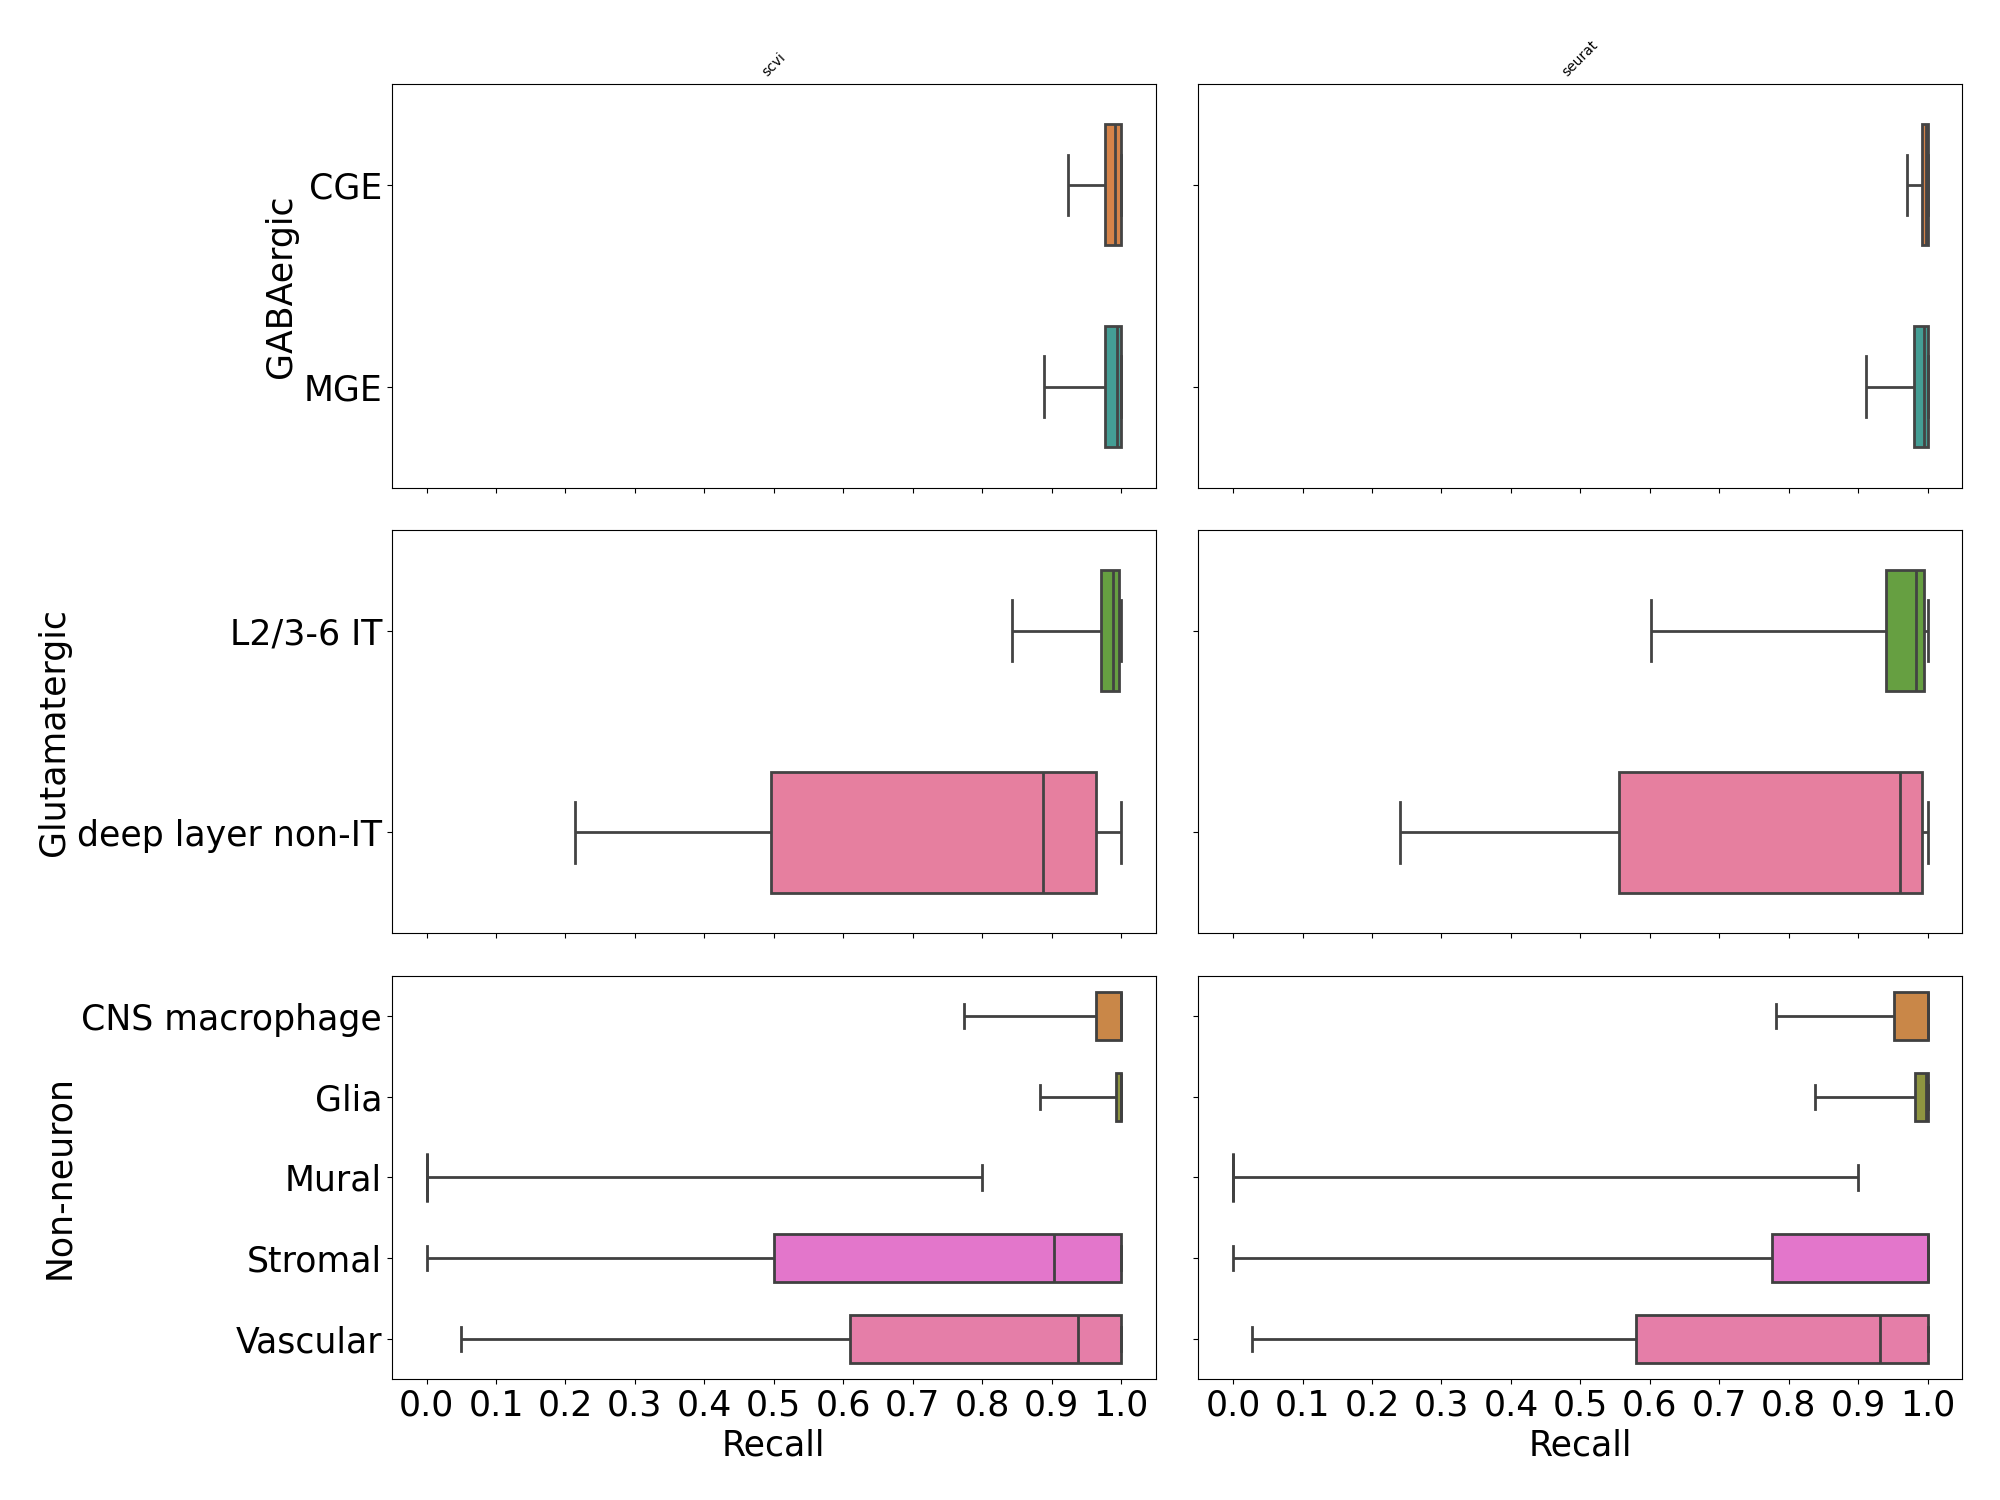 scvi
seurat
GABAergic
CGE
MGE
Glutamatergic
L2/3-6 IT
deep layer non-IT
Non-neuron
CNS macrophage
Glia
Mural
Stromal
Vascular
0.0 0.1 0.2 0.3 0.4 0.5 0.6 0.7 0.8 0.9 1.0
0.0 0.1 0.2 0.3 0.4 0.5 0.6 0.7 0.8 0.9 1.0
Recall
Recall